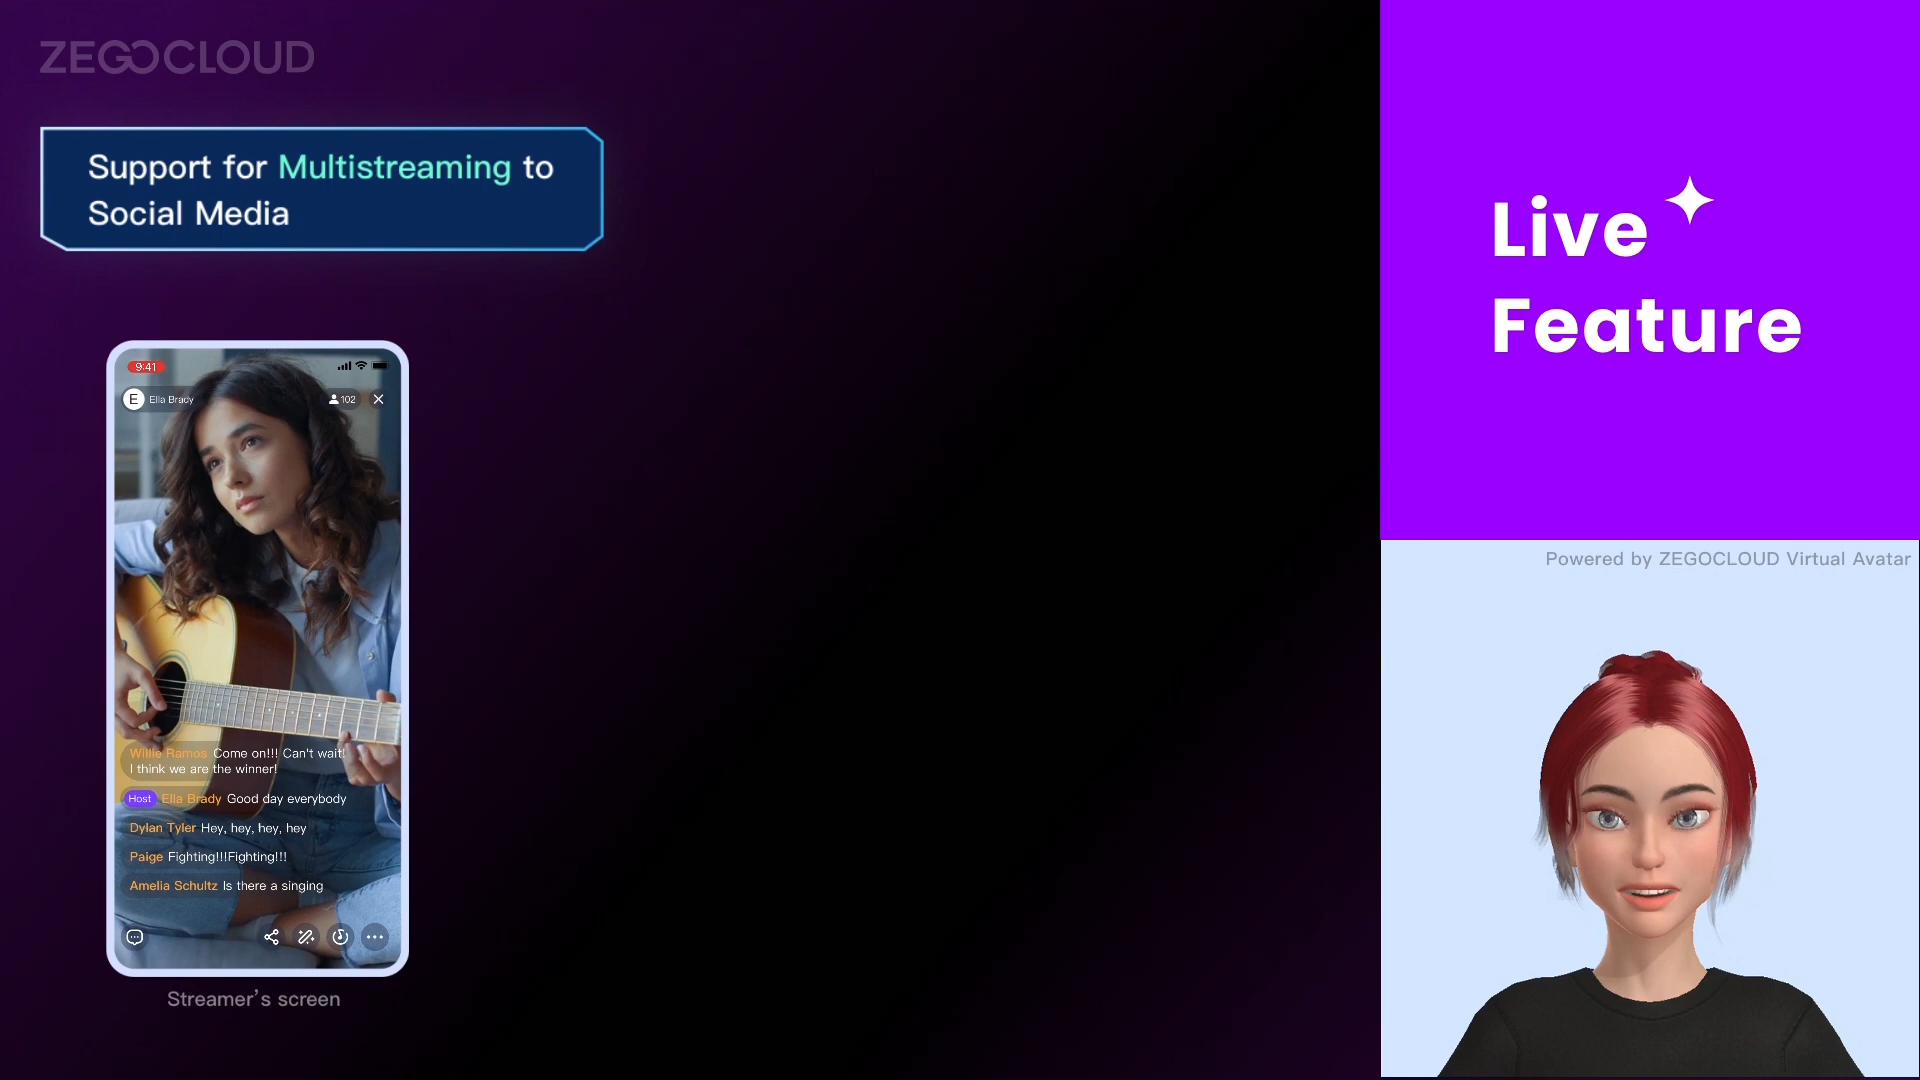 ZEGOCLOUD
Support for Multistreaming to
Social Media
9:41
E Ella Brady
102
Willie Ramos Come on!!! Can't wait!
I think we are the winner!
Host Ella Brady Good day everybody
Dylan Tyler Hey, hey, hey, hey
Paige Fighting!!!Fighting!!!
Amelia Schultz Is there a singing
Streamer's screen
Live
Feature
Powered by ZEGOCLOUD Virtual Avatar